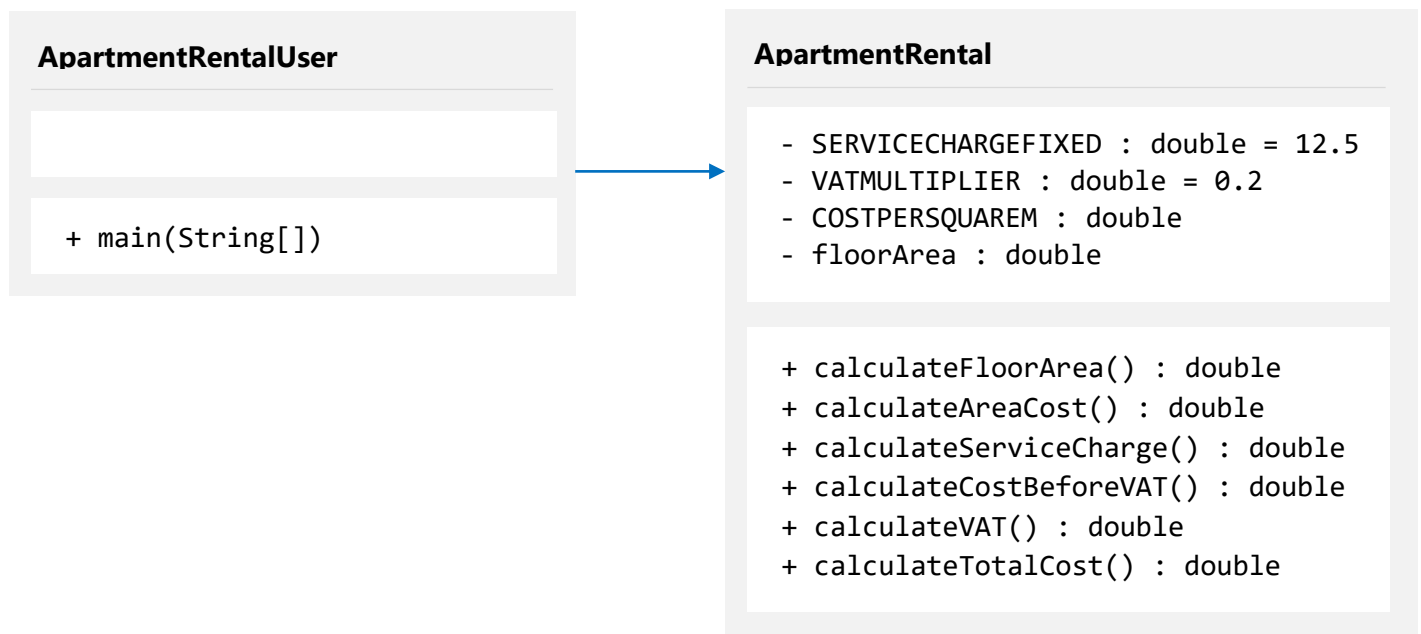 ApartmentRentalUser
+ main(String[])
ApartmentRental
- SERVICECHARGEFIXED : double = 12.5
- VATMULTIPLIER : double = 0.2
- COSTPERSQUAREM : double
- floorArea : double
+ calculateFloorArea() : double
+ calculateAreaCost() : double
+ calculateServiceCharge() : double
+ calculateCostBeforeVAT() : double
+ calculateVAT() : double
+ calculateTotalCost() : double